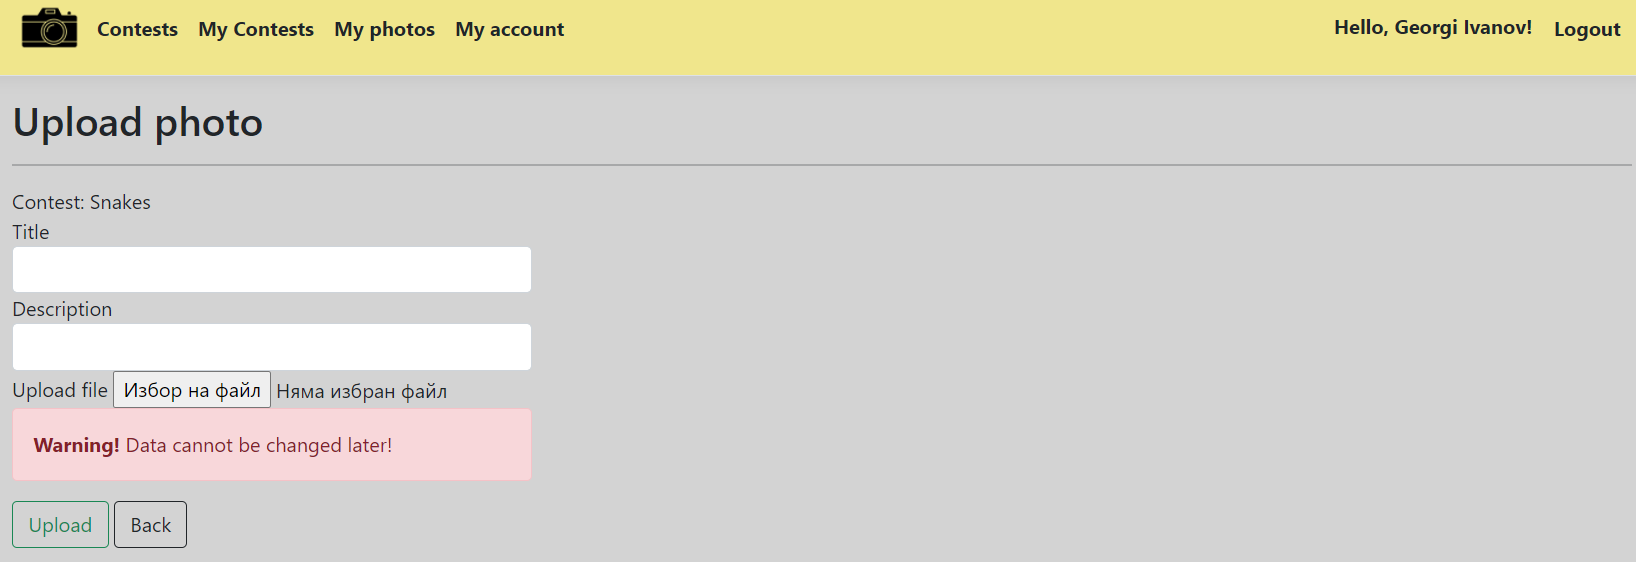 Contests My Contests My photos My account Hello, Georgi Ivanov! Logout
Upload photo
Contest: Snakes
Title
Description
Upload file Избор на файл Няма избран файл
Warning! Data cannot be changed later!
Upload Back